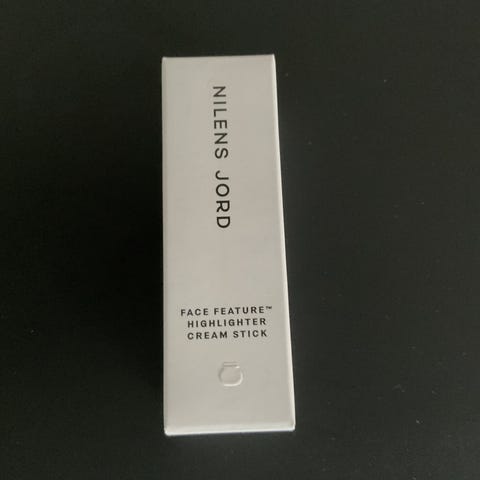 NILENS JORD
FACE FEATURE™
HIGHLIGHTER
CREAM STICK